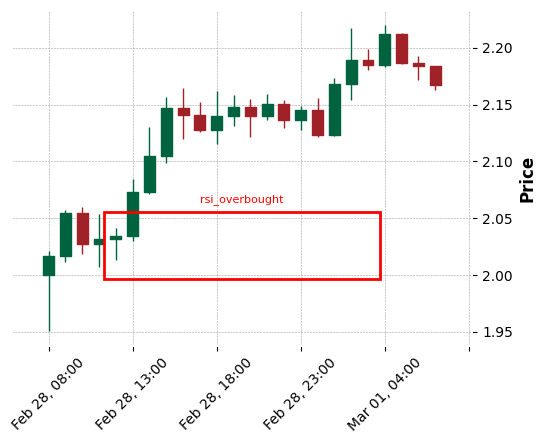 2.20
2.15
2.10
2.05
2.00
1.95
Price
rsi_overbought
Feb 28, 08:00
Feb 28, 13:00
Feb 28, 18:00
Feb 28, 23:00
Mar 01, 04:00